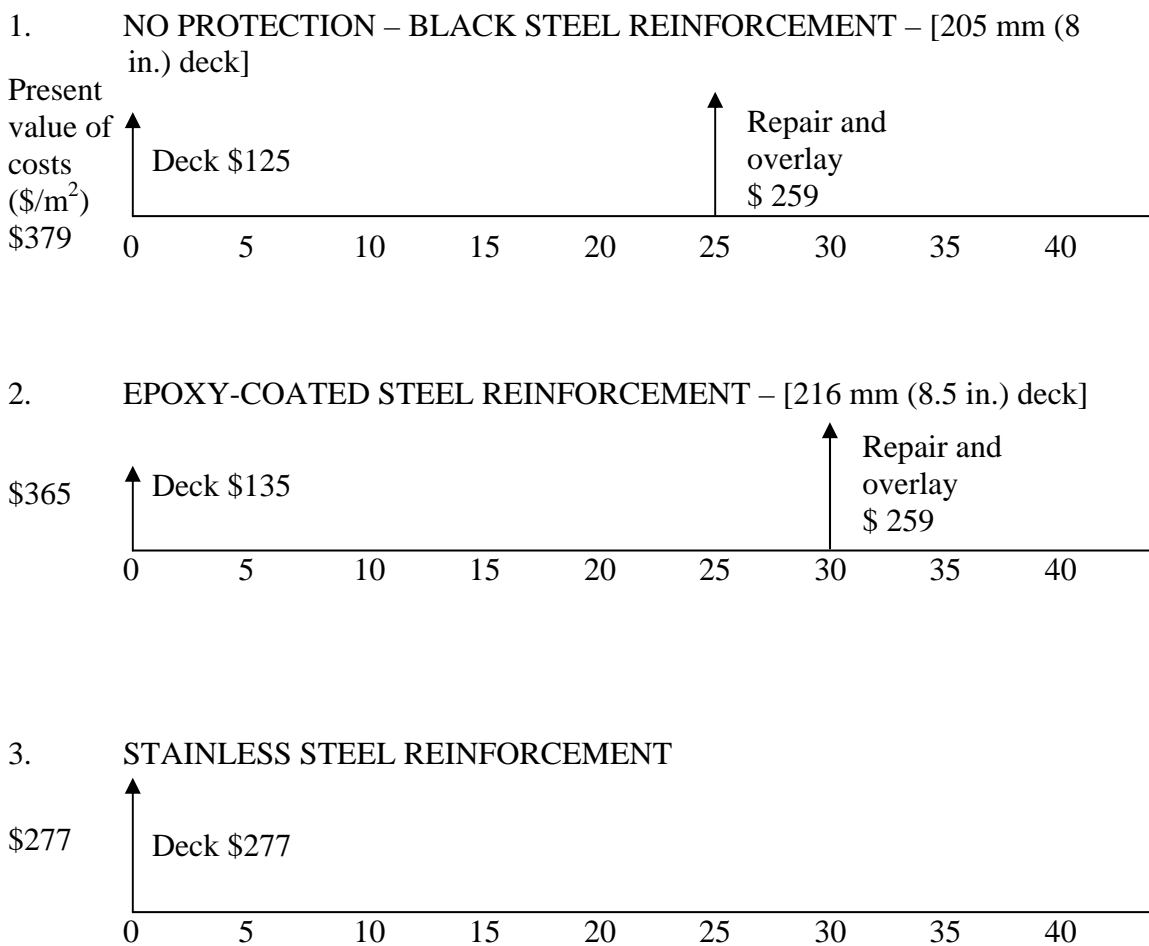 1. NO PROTECTION – BLACK STEEL REINFORCEMENT – [205 mm (8
in.) deck]
Present
value of
costs
($/m²)
$379
Deck $125
Repair and
overlay
$ 259
0 5 10 15 20 25 30 35 40
2. EPOXY-COATED STEEL REINFORCEMENT – [216 mm (8.5 in.) deck]
$365
Deck $135
Repair and
overlay
$ 259
0 5 10 15 20 25 30 35 40
3. STAINLESS STEEL REINFORCEMENT
$277
Deck $277
0 5 10 15 20 25 30 35 40